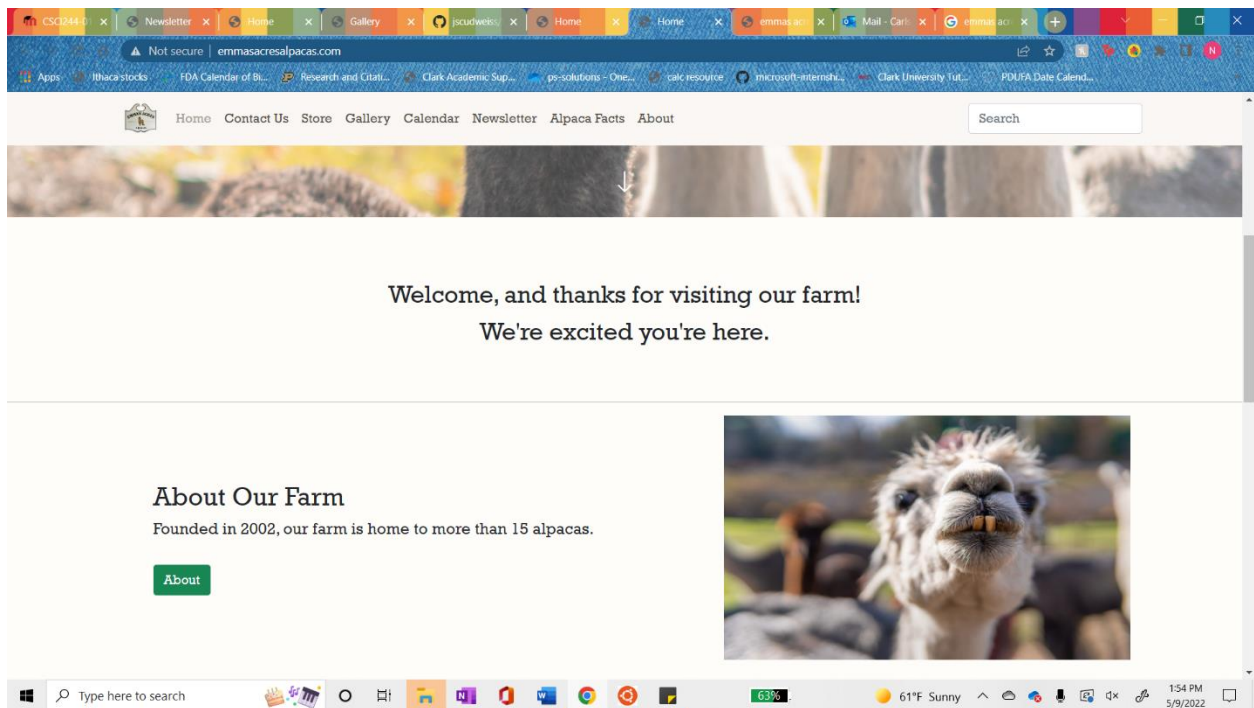 CSCI244-0 Newsletter Home Gallery jscudweiss/ Home Home emmas acr Mail - Carls emmas acr
Not secure | emmasacresalpacas.com N
Apps Ithaca stocks FDA Calendar of Bi... Research and Citati... Clark Academic Sup... ps-solutions - One... calc resource microsoft-internshi... Clark University Tut... PDUFA Date Calend...
Home Contact Us Store Gallery Calendar Newsletter Alpaca Facts About Search
Welcome, and thanks for visiting our farm!
We're excited you're here.
About Our Farm
Founded in 2002, our farm is home to more than 15 alpacas.
About
Type here to search 63% 61°F Sunny 1:54 PM
5/9/2022